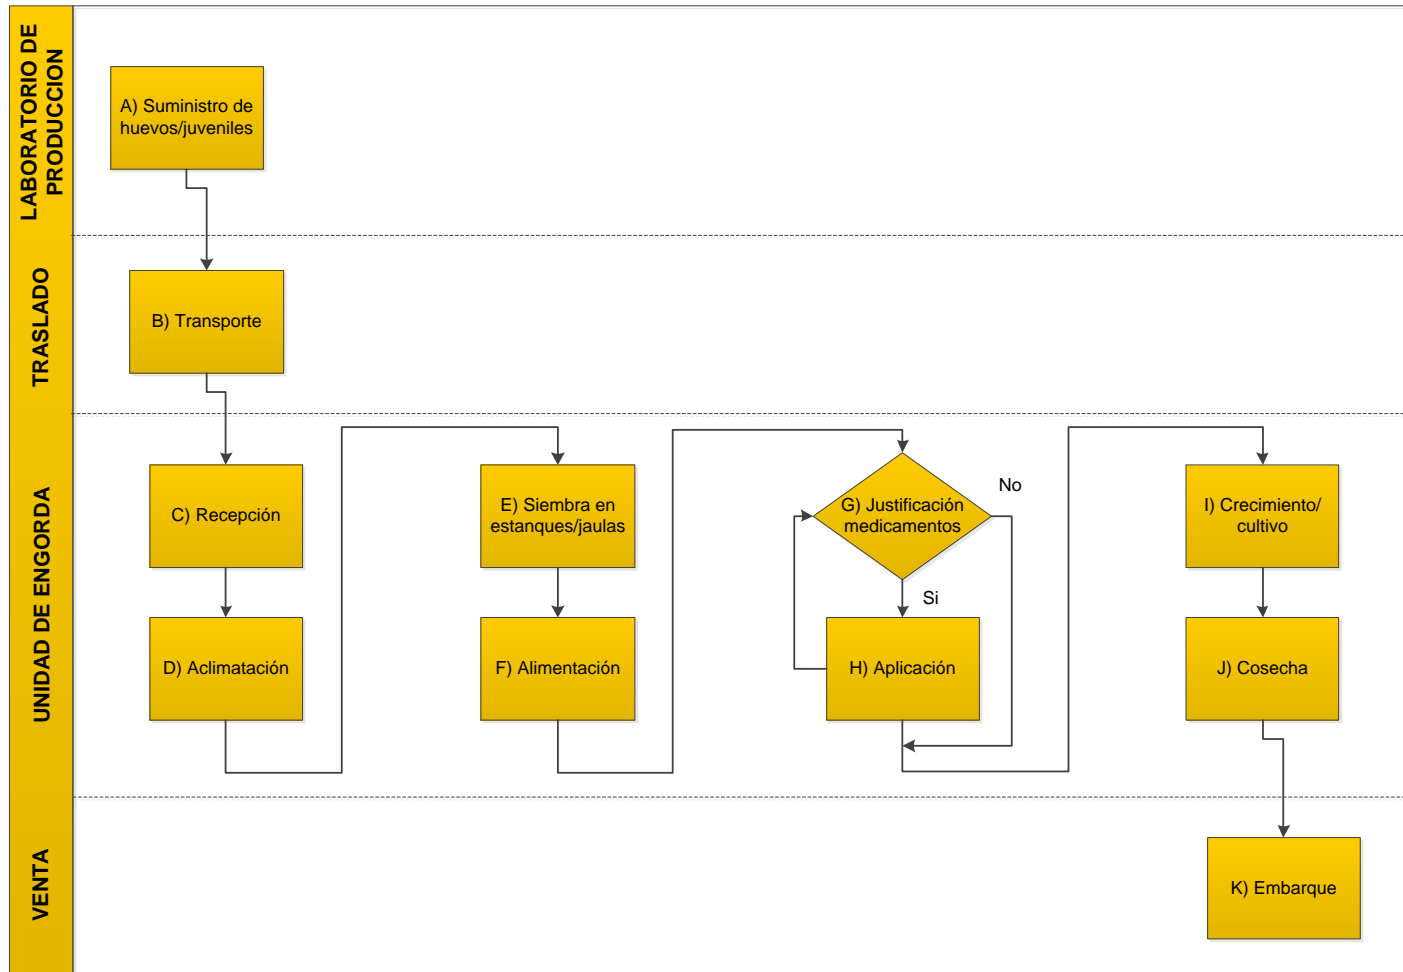 LABORATORIO DE
PRODUCCION
A) Suministro de
huevos/juveniles
TRASLADO
B) Transporte
UNIDAD DE ENGORDA
C) Recepción
D) Aclimatación
E) Siembra en
estanques/jaulas
F) Alimentación
G) Justificación
medicamentos
No
Si
H) Aplicación
I) Crecimiento/
cultivo
J) Cosecha
VENTA
K) Embarque